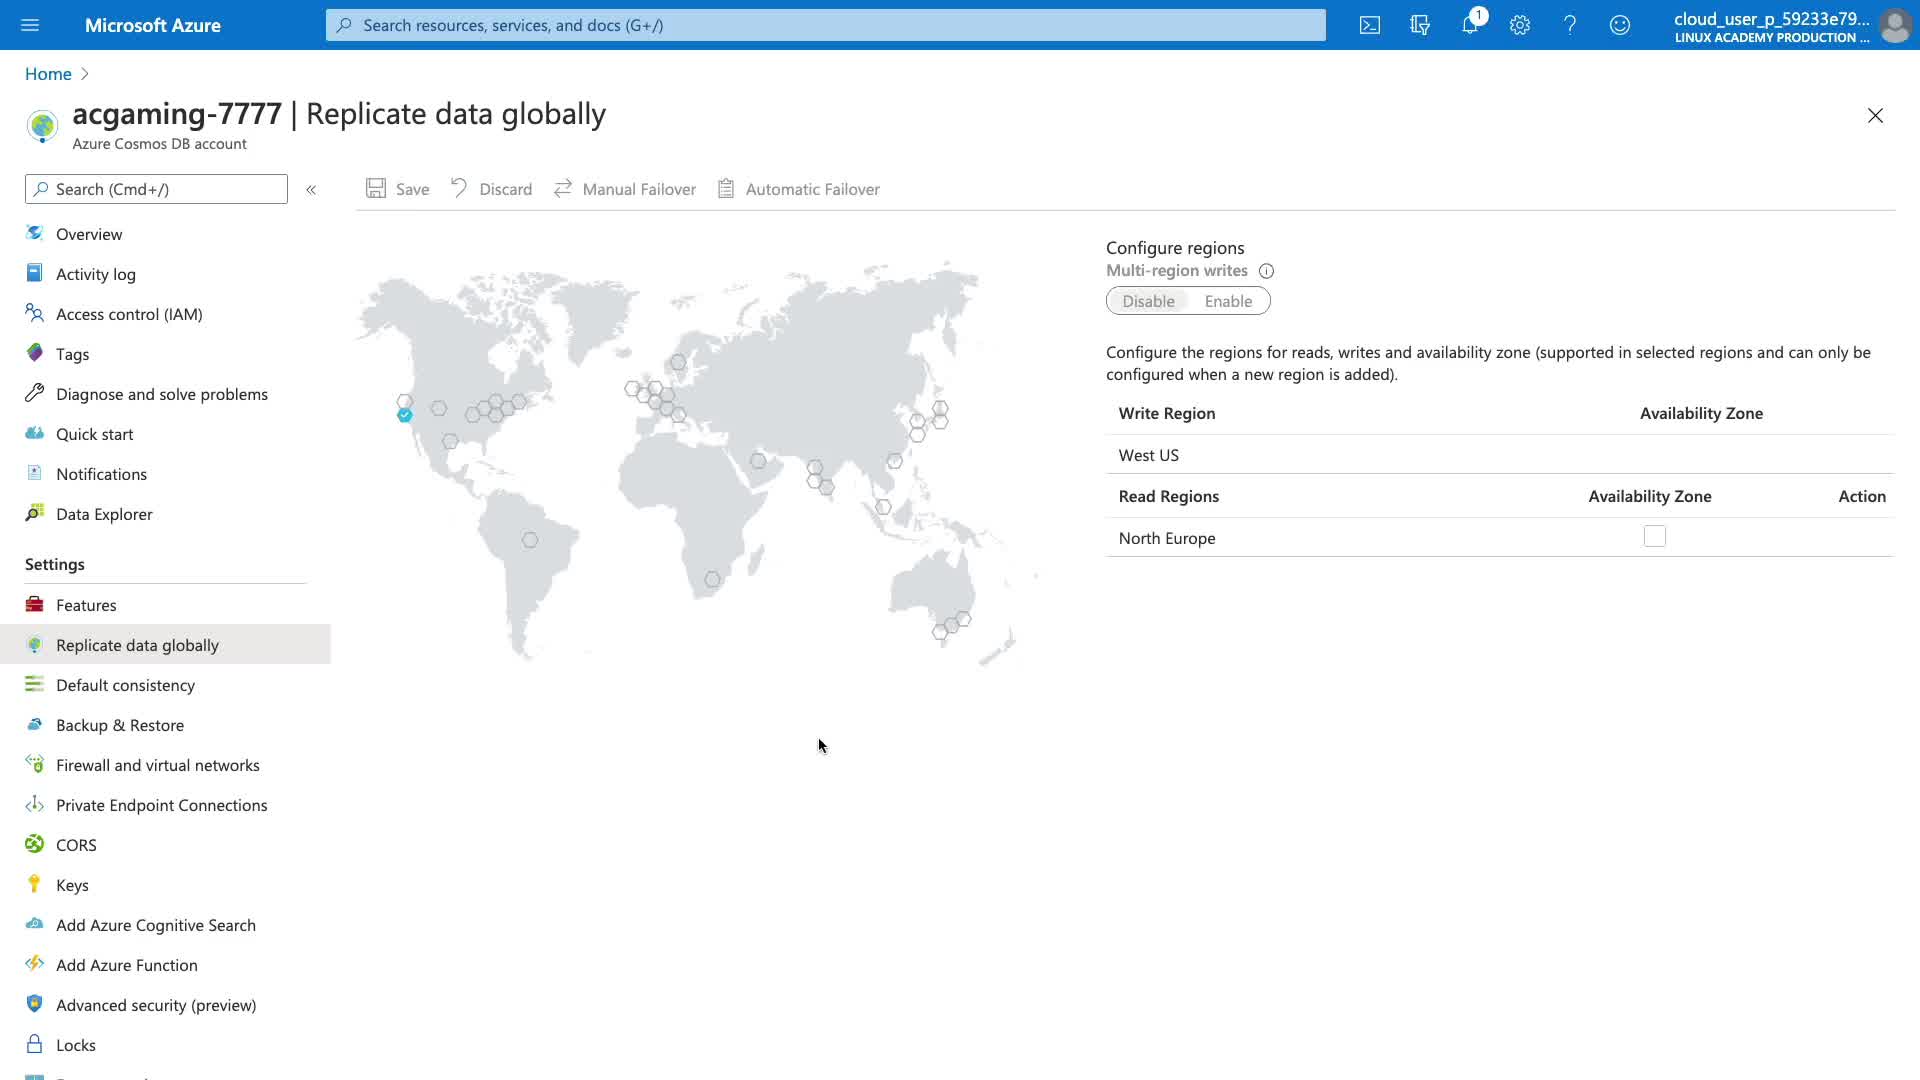 Microsoft Azure
Search resources, services, and docs (G+/)
1
cloud_user_p_59233e79...
LINUX ACADEMY PRODUCTION ...
Home
acgaming-7777 | Replicate data globally
Azure Cosmos DB account
Search (Cmd+/)
«
Save
Discard
Manual Failover
Automatic Failover
Overview
Activity log
Access control (IAM)
Tags
Diagnose and solve problems
Quick start
Notifications
Data Explorer
Settings
Features
Replicate data globally
Default consistency
Backup & Restore
Firewall and virtual networks
Private Endpoint Connections
CORS
Keys
Add Azure Cognitive Search
Add Azure Function
Advanced security (preview)
Locks
Configure regions
Multi-region writes
Disable
Enable
Configure the regions for reads, writes and availability zone (supported in selected regions and can only be
configured when a new region is added).
Write Region
Availability Zone
West US
Read Regions
Availability Zone
Action
North Europe